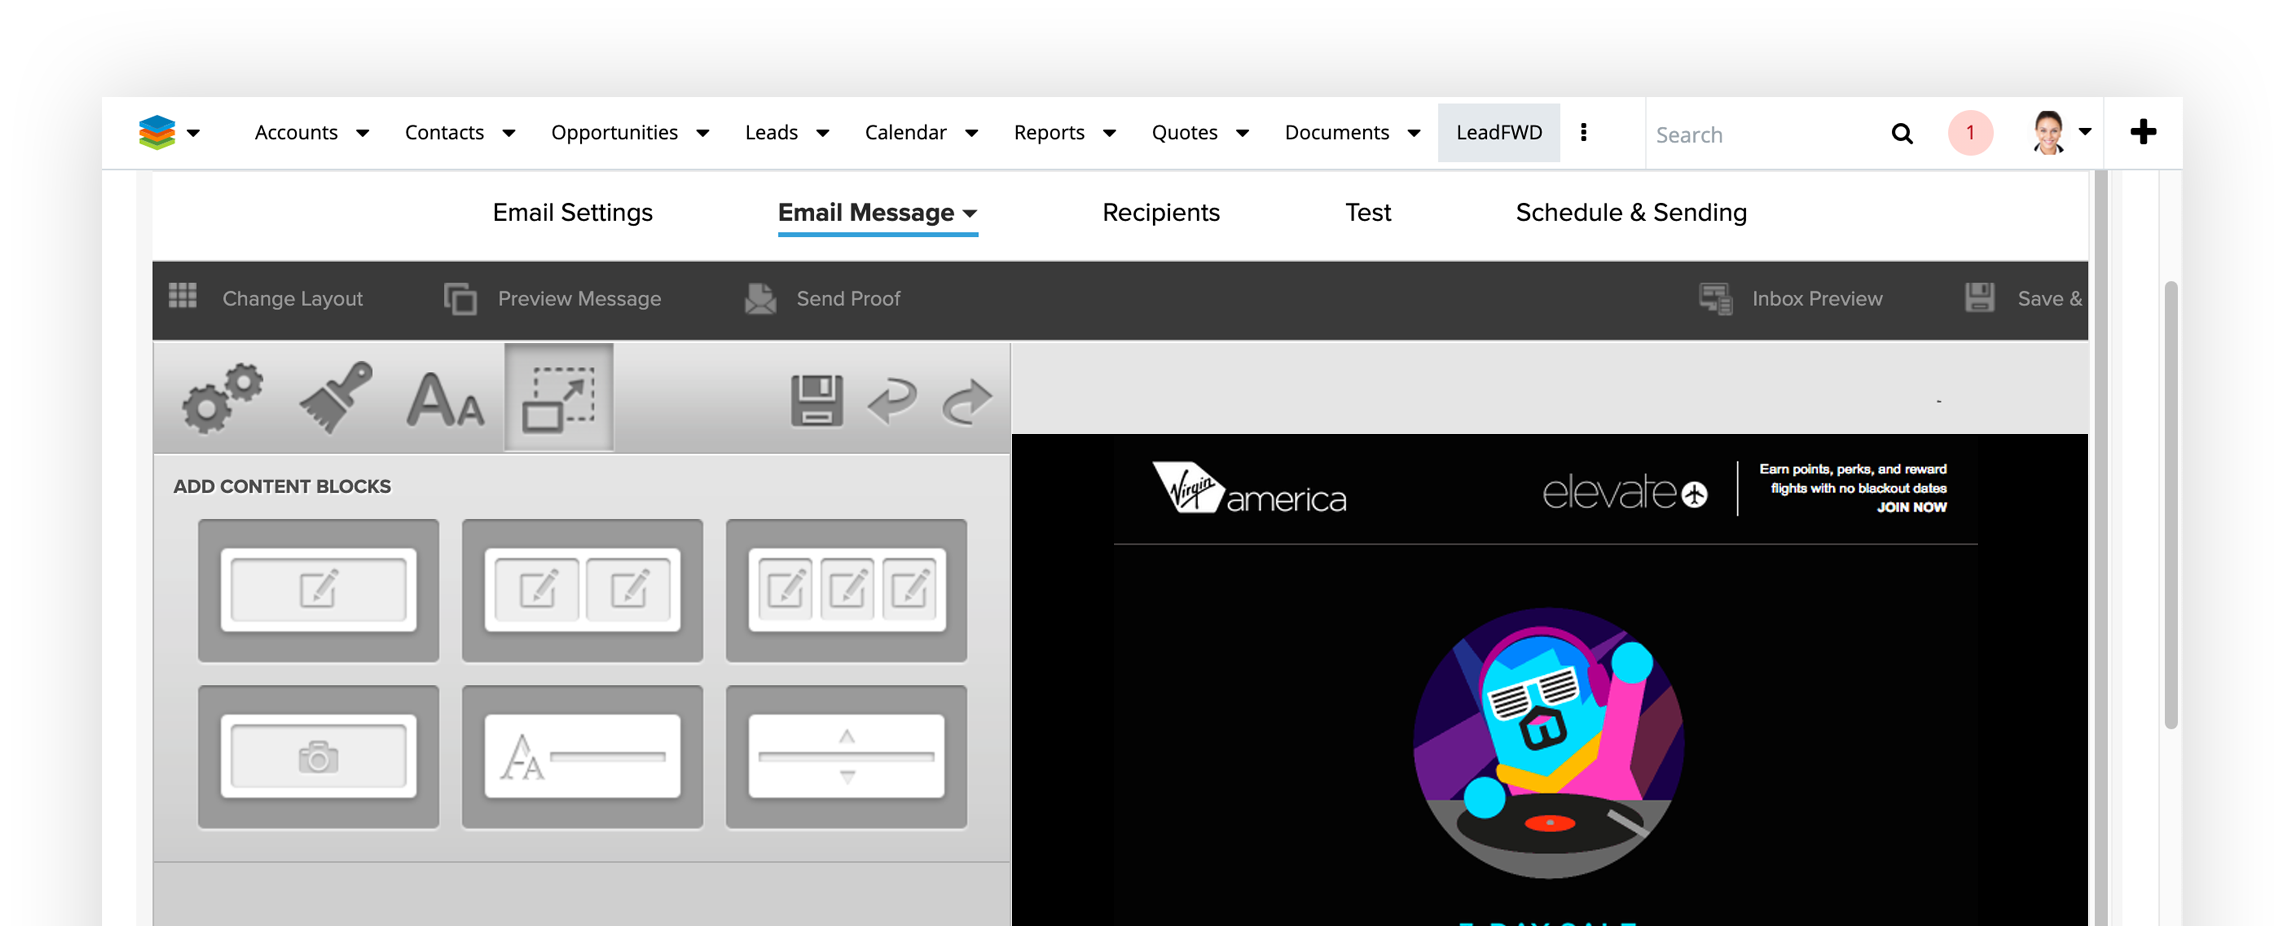 Accounts Contacts Opportunities Leads Calendar Reports Quotes Documents LeadFWD Search 1
Email Settings Email Message Recipients Test Schedule & Sending
Change Layout Preview Message Send Proof Inbox Preview Save &
AA
-
ADD CONTENT BLOCKS
Virgin america
elevate
Earn points, perks, and reward
flights with no blackout dates
JOIN NOW
AA